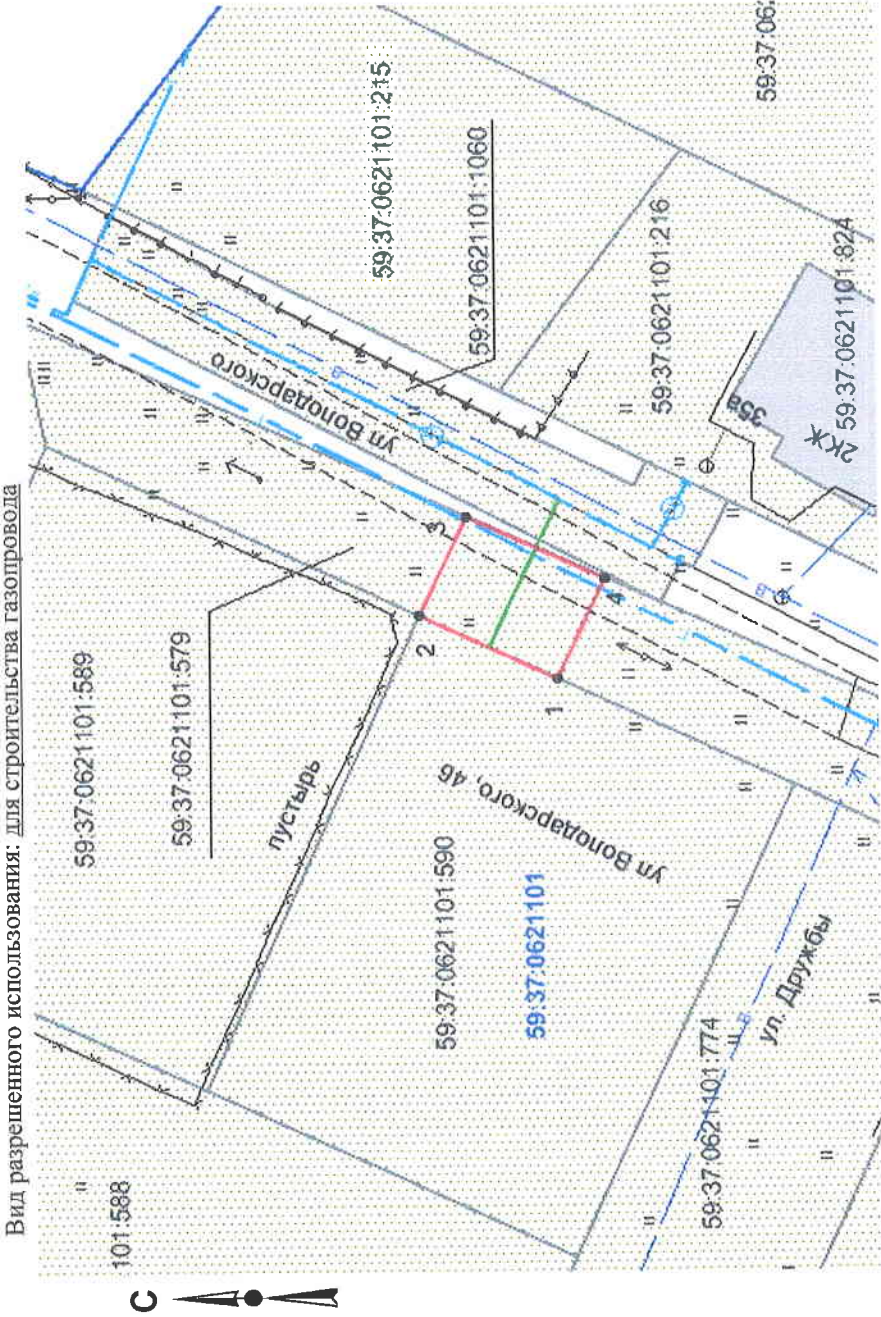 Вид разрешенного использования: для строительства газопровода
101:588
С
59:37:0621101:589
59:37:0621101:579
пустырь
59:37:0621101:590
59:37:0621101
ул Володарского, 46
59:37:0621101:774
ул. Дружбы
В
1
2
3
4
ул Володарского
В
В
59:37:0621101:215
59:37:0621101:1060
59:37:0621101:216
35а
2КЖ
59:37:0621101:824
59:37:06